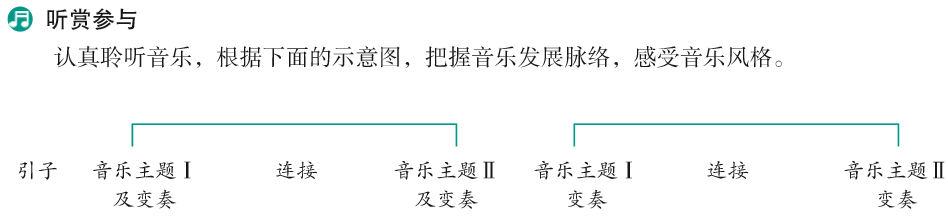 听赏参与
认真聆听音乐，根据下面的示意图，把握音乐发展脉络，感受音乐风格。
引子 音乐主题Ⅰ 连接 音乐主题Ⅱ 音乐主题Ⅰ 连接 音乐主题Ⅱ
及变奏 及变奏 变奏 变奏